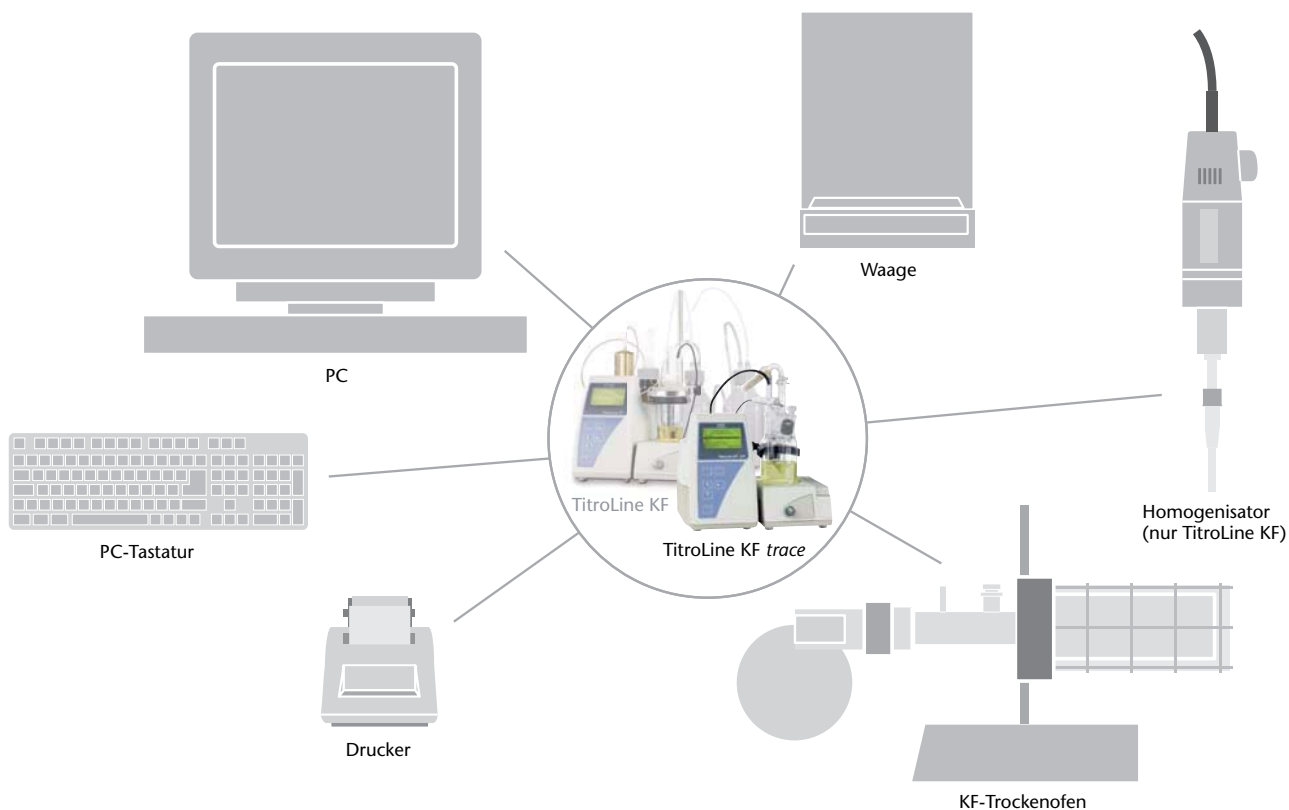 Waage
PC
TitroLine KF
Homogenisator
(nur TitroLine KF)
PC-Tastatur
TitroLine KF trace
Drucker
KF-Trockenofen